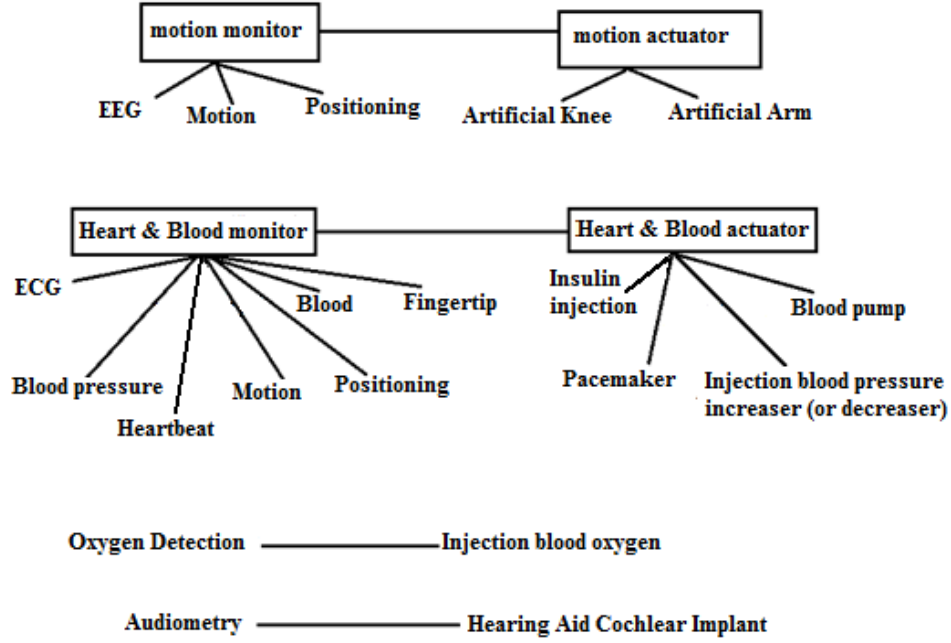 motion monitor
motion actuator
EEG
Motion
Positioning
Artificial Knee
Artificial Arm
Heart & Blood monitor
Heart & Blood actuator
ECG
Blood
Fingertip
Insulin
injection
Blood pump
Blood pressure
Heartbeat
Motion
Positioning
Pacemaker
Injection blood pressure
increaser (or decreaser)
Oxygen Detection
Injection blood oxygen
Audiometry
Hearing Aid Cochlear Implant